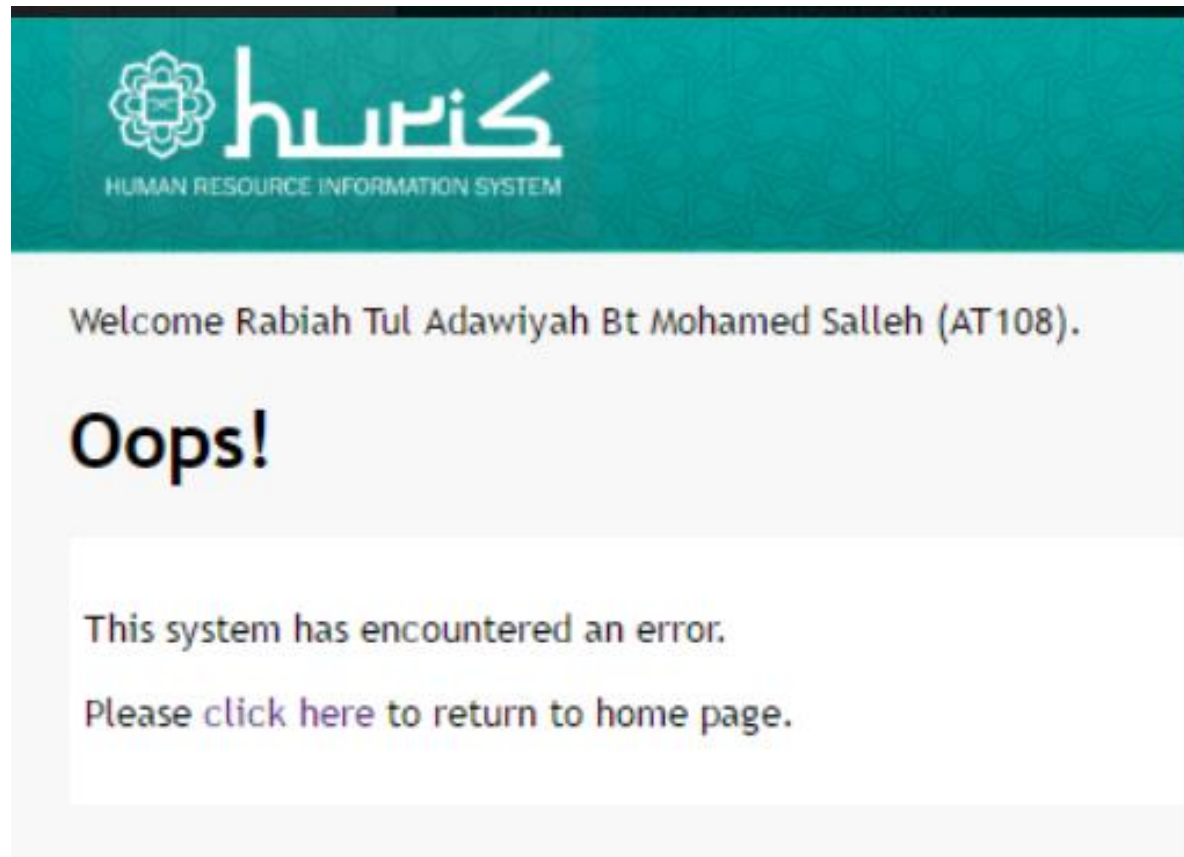 huris
HUMAN RESOURCE INFORMATION SYSTEM
Welcome Rabiah Tul Adawiyah Bt Mohamed Salleh (AT108).
Oops!
This system has encountered an error.
Please click here to return to home page.